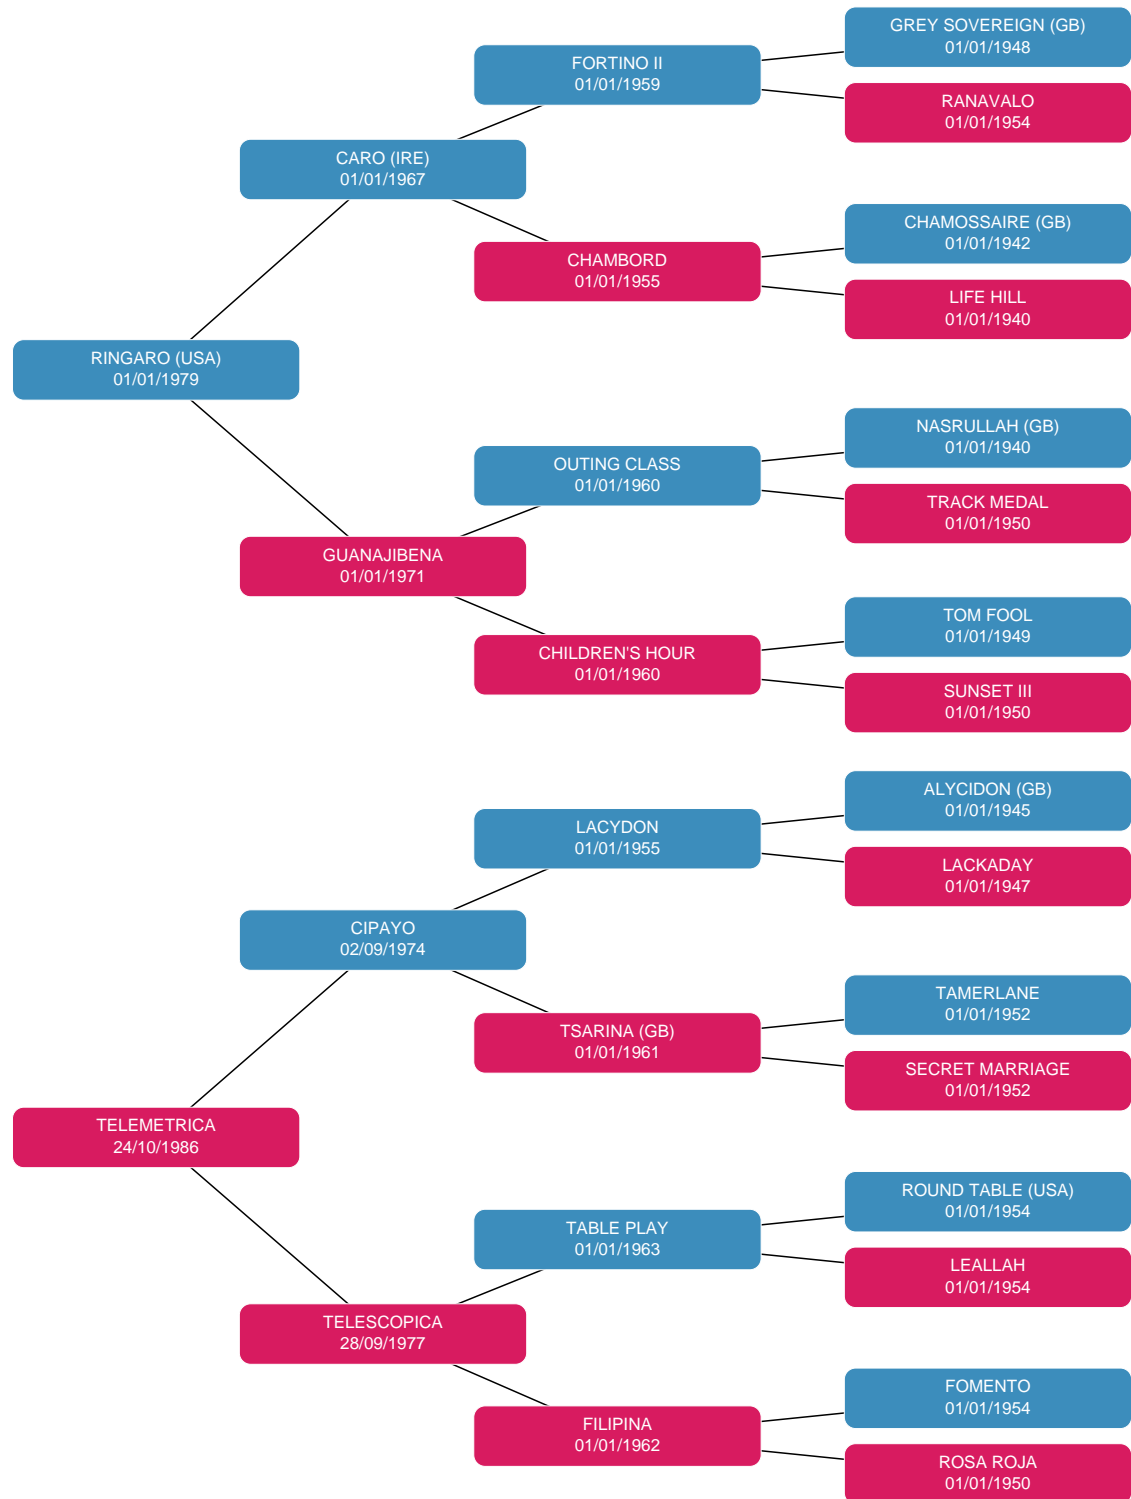 GREY SOVEREIGN (GB)
01/01/1948
FORTINO II
01/01/1959
RANAVALO
01/01/1954
CARO (IRE)
01/01/1967
CHAMOSSAIRE (GB)
01/01/1942
CHAMBORD
01/01/1955
LIFE HILL
01/01/1940
RINGARO (USA)
01/01/1979
NASRULLAH (GB)
01/01/1940
OUTING CLASS
01/01/1960
TRACK MEDAL
01/01/1950
GUANAJIBENA
01/01/1971
TOM FOOL
01/01/1949
CHILDREN'S HOUR
01/01/1960
SUNSET III
01/01/1950
ALYCIDON (GB)
01/01/1945
LACYDON
01/01/1955
LACKADAY
01/01/1947
CIPAYO
02/09/1974
TAMERLANE
01/01/1952
TSARINA (GB)
01/01/1961
SECRET MARRIAGE
01/01/1952
TELEMETRICA
24/10/1986
ROUND TABLE (USA)
01/01/1954
TABLE PLAY
01/01/1963
LEALLAH
01/01/1954
TELESCOPICA
28/09/1977
FOMENTO
01/01/1954
FILIPINA
01/01/1962
ROSA ROJA
01/01/1950